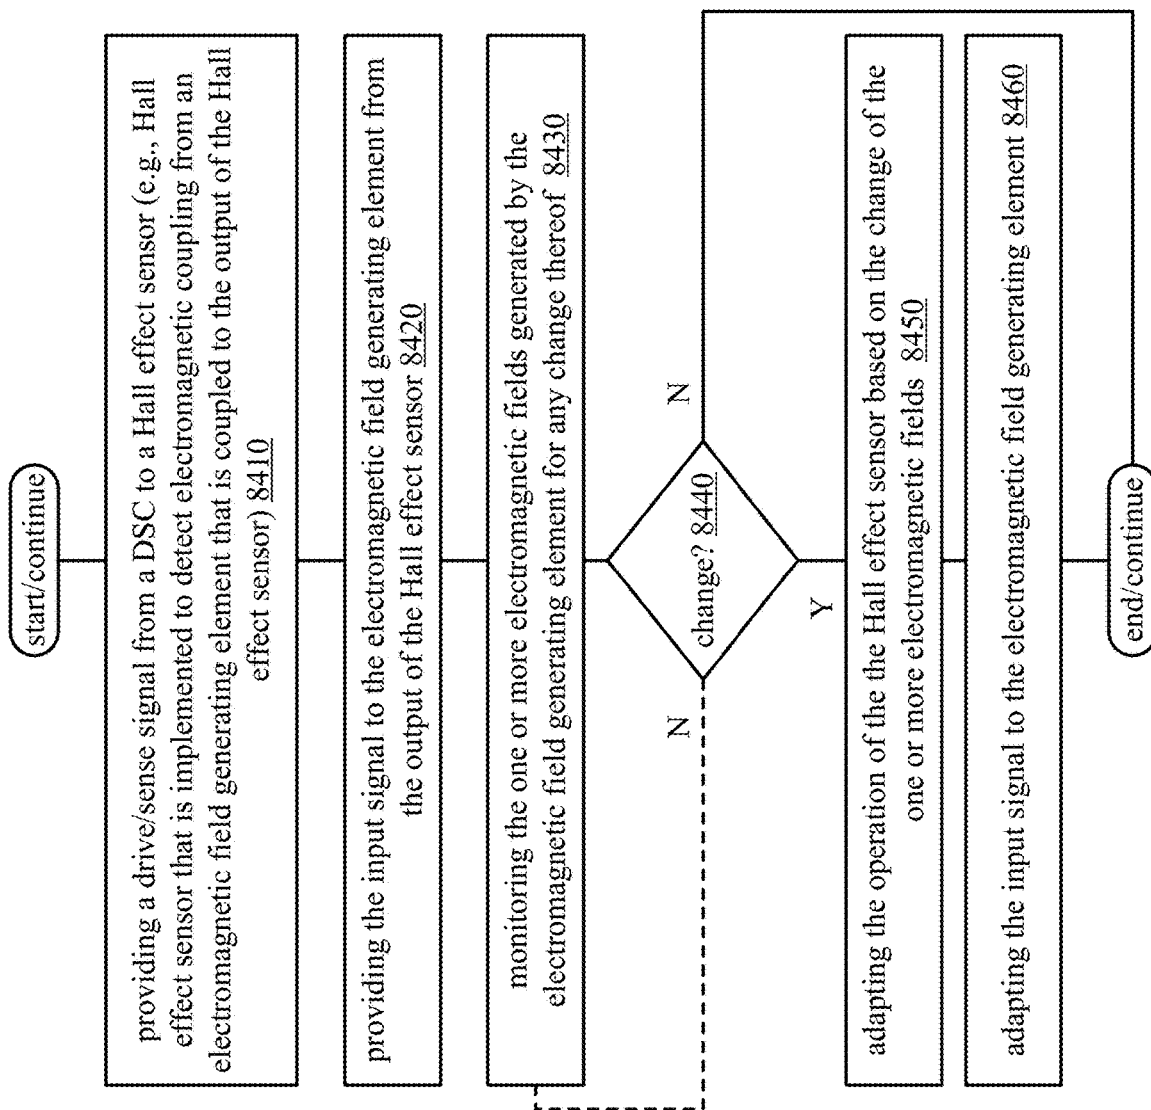 start/continue
providing a drive/sense signal from a DSC to a Hall effect sensor (e.g., Hall
effect sensor that is implemented to detect electromagnetic coupling from an
electromagnetic field generating element that is coupled to the output of the Hall
effect sensor) 8410
providing the input signal to the electromagnetic field generating element from
the output of the Hall effect sensor 8420
monitoring the one or more electromagnetic fields generated by the
electromagnetic field generating element for any change thereof 8430
change? 8440
N
N
Y
adapting the operation of the the Hall effect sensor based on the change of the
one or more electromagnetic fields 8450
adapting the input signal to the electromagnetic field generating element 8460
end/continue